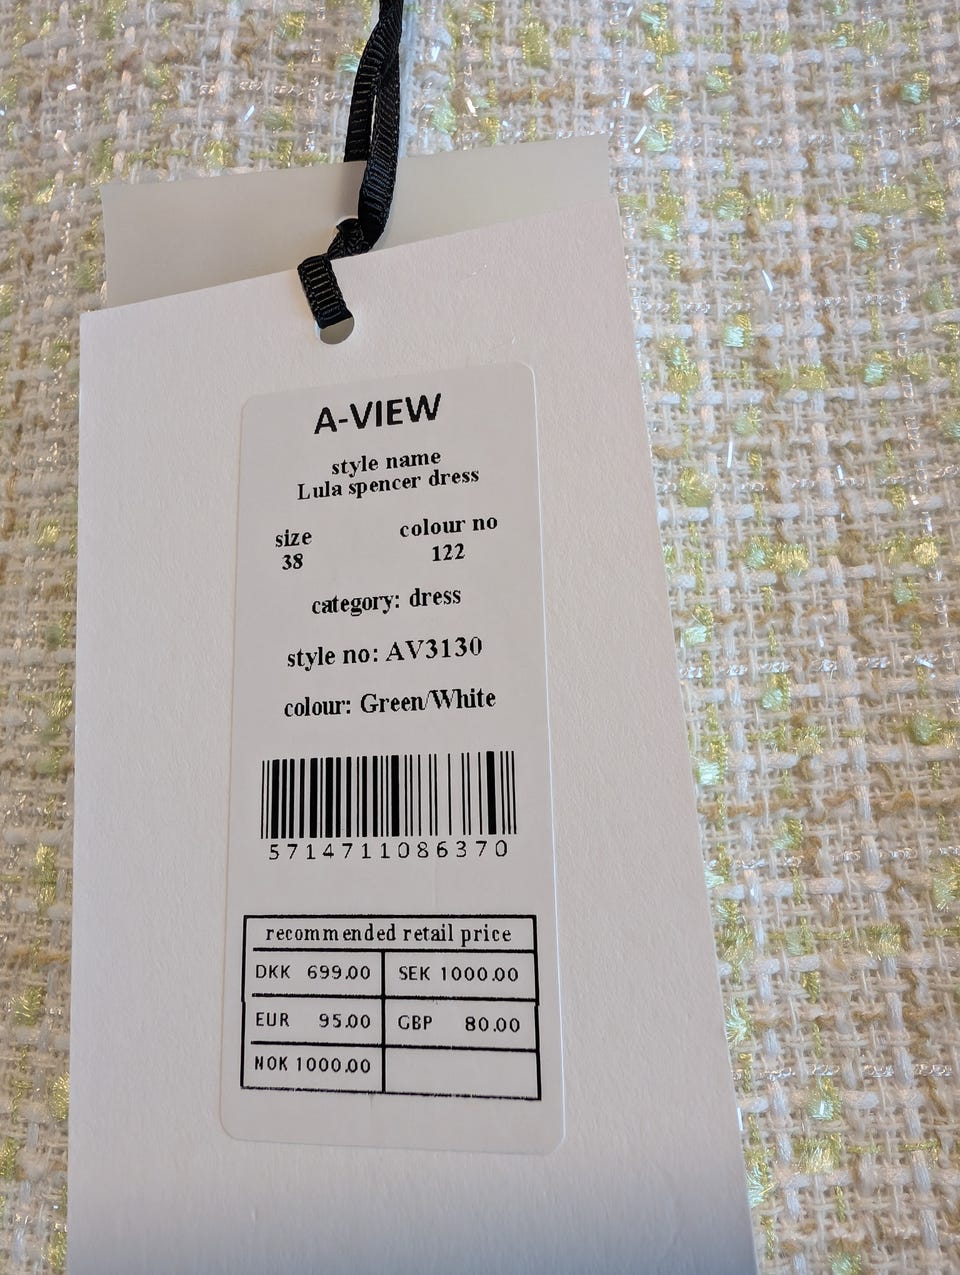 A-VIEW
style name
Lula spencer dress
size colour no
38 122
category: dress
style no: AV3130
colour: Green/White
5714711086370
recommended retail price
DKK 699.00 SEK 1000.00
EUR 95.00 GBP 80.00
NOK 1000.00